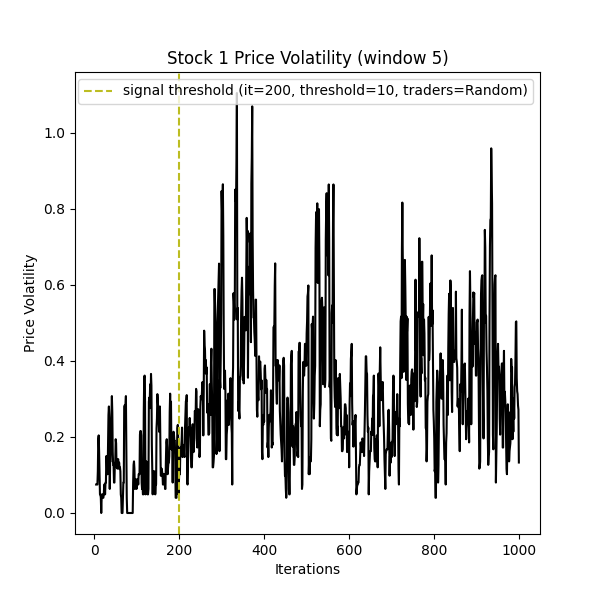 Stock 1 Price Volatility (window 5)
signal threshold (it=200, threshold=10, traders=Random)
1.0
0.8
0.6
0.4
0.2
0.0
Price Volatility
0 200 400 600 800 1000
Iterations